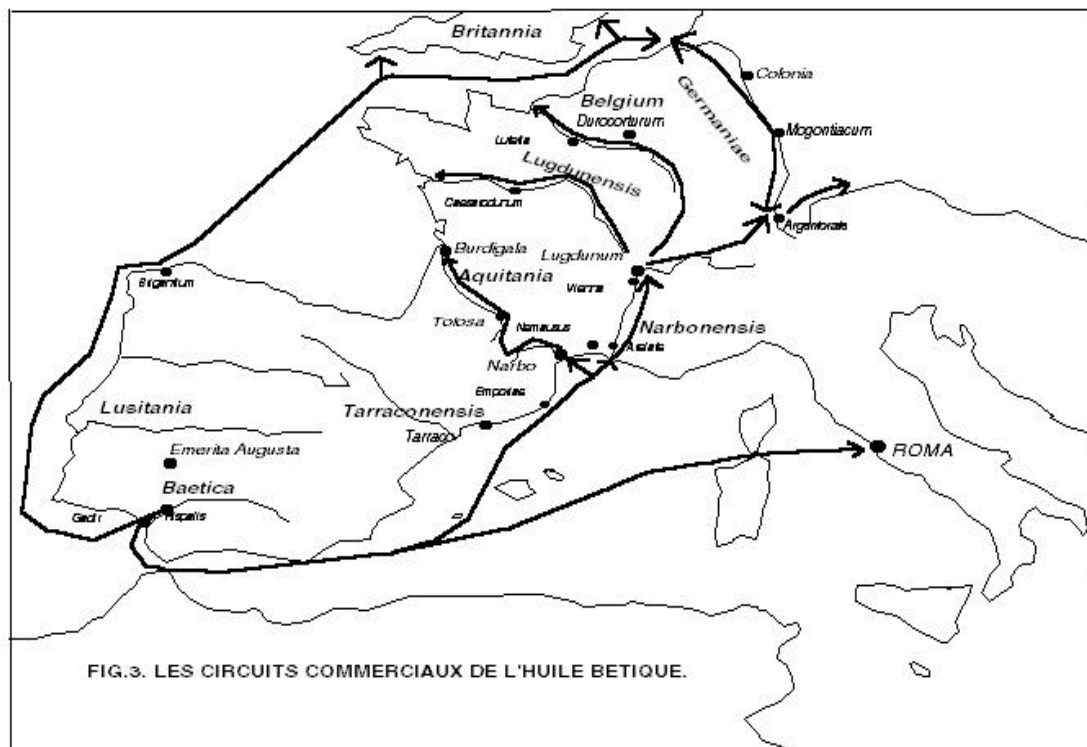 Britannia
Colonia
Belgium
Durocorturum
Germaniae
Mogontiacum
Lutetia
Lugdunensis
Caesarodunum
Argentorate
Burdigala
Lugdunum
Aquitania
Vienna
Brigantium
Tolosa
Nemausus
Narbonensis
Arelate
Narbo
Emporiae
Lusitania
Tarraconensis
Tarraco
ROMA
Emerita Augusta
Baetica
Gadir
Hispalis
FIG.3. LES CIRCUITS COMMERCIAUX DE L'HUILE BETIQUE.